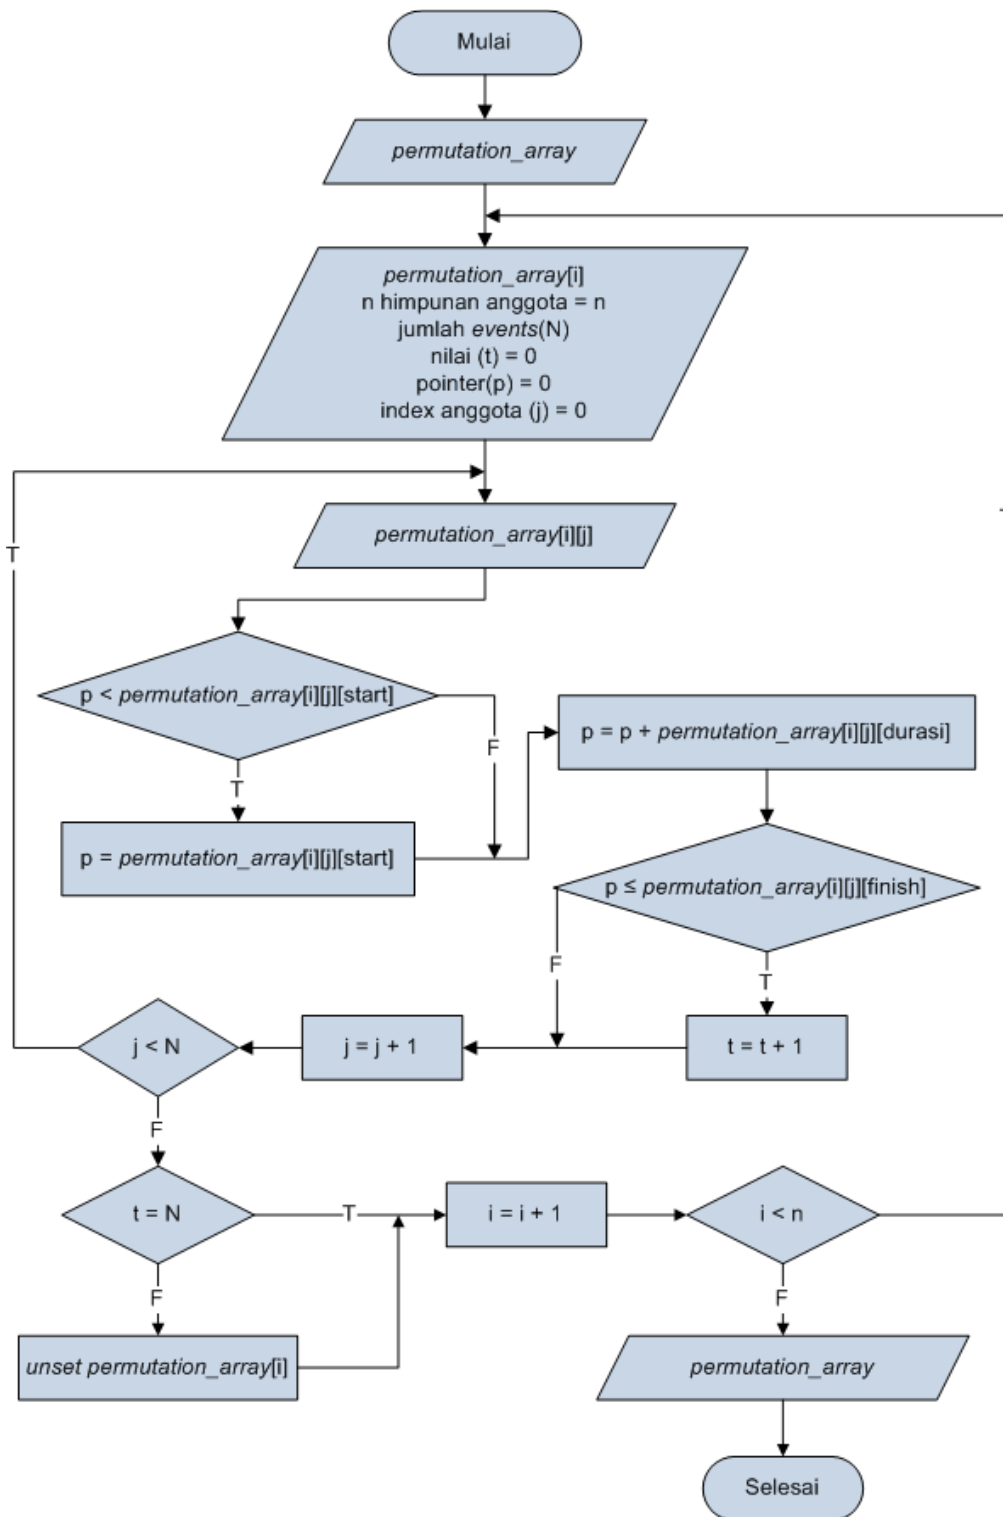 Mulai
permutation_array
permutation_array[i]
n himpunan anggota = n
jumlah events(N)
nilai (t) = 0
pointer(p) = 0
index anggota (j) = 0
permutation_array[i][j]
T
p < permutation_array[i][j][start]
F
T
p = p + permutation_array[i][j][durasi]
p = permutation_array[i][j][start]
p ≤ permutation_array[i][j][finish]
F
T
j < N
j = j + 1
t = t + 1
F
t = N
T
i = i + 1
i < n
F
F
unset permutation_array[i]
permutation_array
Selesai